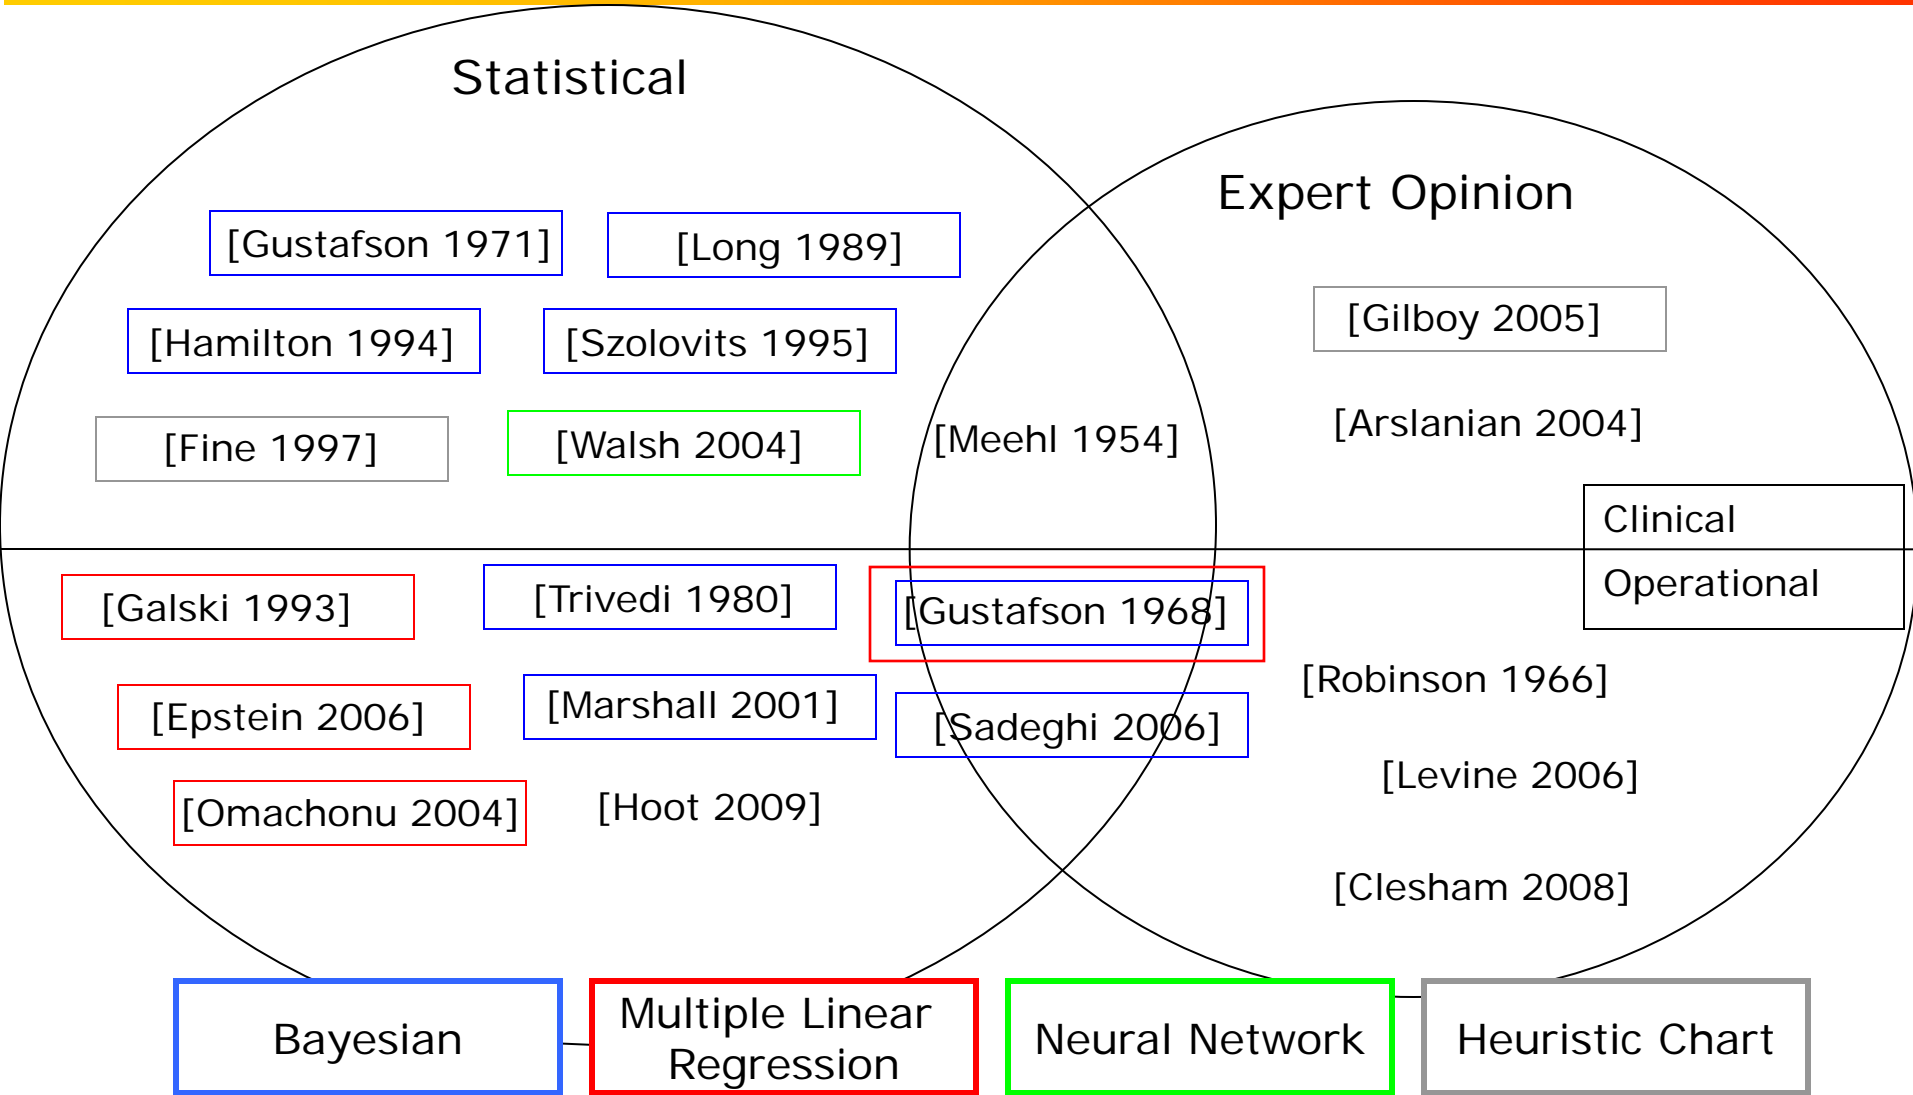 Statistical
Expert Opinion
[Gustafson 1971]
[Long 1989]
[Gilboy 2005]
[Hamilton 1994]
[Szolovits 1995]
[Fine 1997]
[Walsh 2004]
[Meehl 1954]
[Arslanian 2004]
Clinical
Operational
[Galski 1993]
[Trivedi 1980]
[Gustafson 1968]
[Robinson 1966]
[Epstein 2006]
[Marshall 2001]
[Sadeghi 2006]
[Levine 2006]
[Omachonu 2004]
[Hoot 2009]
[Clesham 2008]
Bayesian
Multiple Linear
Regression
Neural Network
Heuristic Chart